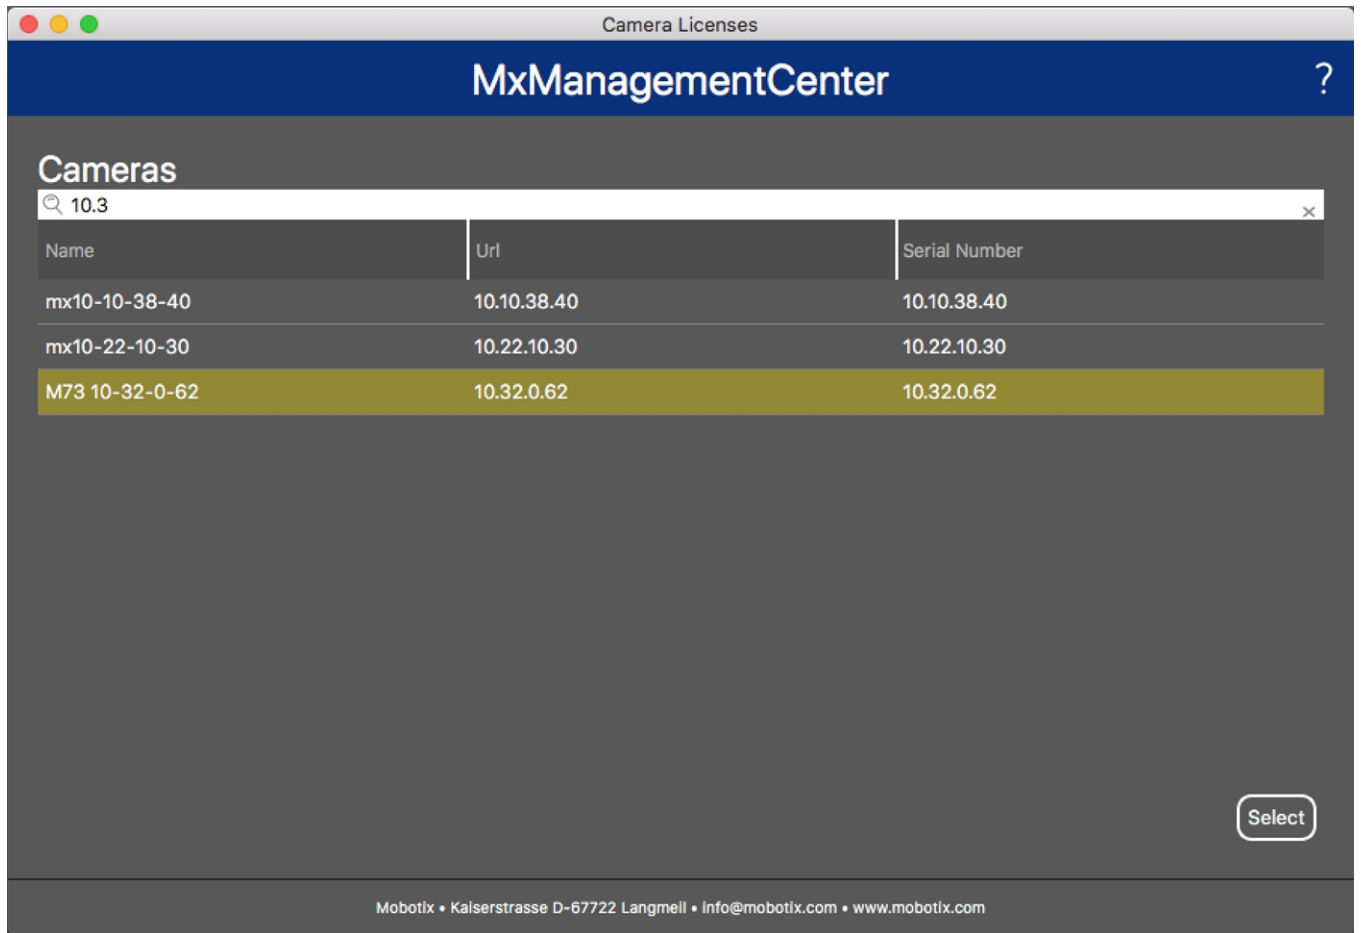 Camera Licenses
MxManagementCenter ?
Cameras
10.3 ×
Name Url Serial Number
mx10-10-38-40 10.10.38.40 10.10.38.40
mx10-22-10-30 10.22.10.30 10.22.10.30
M73 10-32-0-62 10.32.0.62 10.32.0.62
Select
Mobotix • Kaiserstrasse D-67722 Langmeil • info@mobotix.com • www.mobotix.com